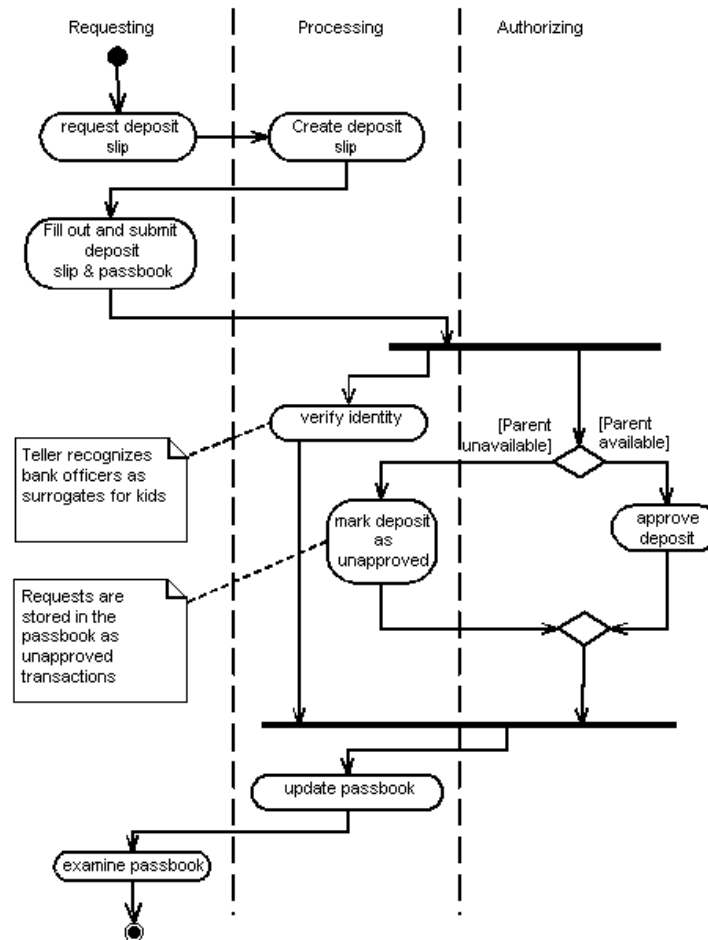 Requesting
Processing
Authorizing
request deposit
slip
Create deposit
slip
Fill out and submit
deposit
slip & passbook
verify identity
[Parent
unavailable]
[Parent
available]
Teller recognizes
bank officers as
surrogates for kids
mark deposit
as
unapproved
approve
deposit
Requests are
stored in the
passbook as
unapproved
transactions
update passbook
examine passbook